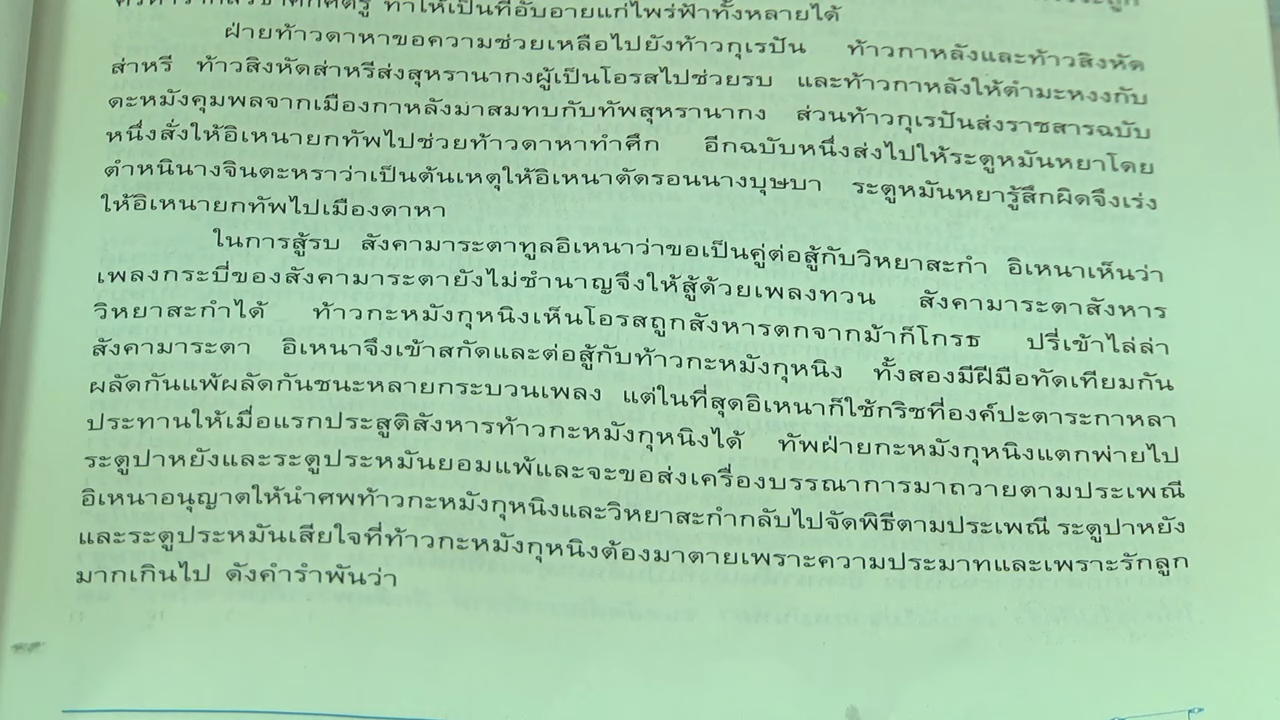 ทำให้เป็นที่อับอายแก่ไพร่ฟ้าทั้งหลายได้
ฝ่ายท้าวดาหาขอความช่วยเหลือไปยังท้าวกุเรปัน ท้าวกาหลังและท้าวสิงหัด
ส่าหรี ท้าวสิงหัดส่าหรีส่งสุหรานากงผู้เป็นโอรสไปช่วยรบ และท้าวกาหลังให้ตำมะหงงกับ
ดะหมังคุมพลจากเมืองกาหลังมาสมทบกับทัพสุหรานากง ส่วนท้าวกุเรปันส่งราชสารฉบับ
หนึ่งสั่งให้อิเหนายกทัพไปช่วยท้าวดาหาทำศึก อีกฉบับหนึ่งส่งไปให้ระตูหมันหยาโดย
ตำหนินางจินตะหราว่าเป็นต้นเหตุให้อิเหนาตัดรอนนางบุษบา ระตูหมันหยารู้สึกผิดจึงเร่ง
ให้อิเหนายกทัพไปเมืองดาหา
ในการสู้รบ สังคามาระตาทูลอิเหนาว่าขอเป็นคู่ต่อสู้กับวิหยาสะกำ อิเหนาเห็นว่า
เพลงกระบี่ของสังคามาระตายังไม่ชำนาญจึงให้สู้ด้วยเพลงทวน สังคามาระตาสังหาร
วิหยาสะกำได้ ท้าวกะหมังกุหนิงเห็นโอรสถูกสังหารตกจากม้าก็โกรธ ปรี่เข้าไล่ล่า
สังคามาระตา อิเหนาจึงเข้าสกัดและต่อสู้กับท้าวกะหมังกุหนิง ทั้งสองมีฝีมือทัดเทียมกัน
ผลัดกันแพ้ผลัดกันชนะหลายกระบวนเพลง แต่ในที่สุดอิเหนาก็ใช้กริชที่องค์ปะตาระกาหลา
ประทานให้เมื่อแรกประสูติสังหารท้าวกะหมังกุหนิงได้ ทัพฝ่ายกะหมังกุหนิงแตกพ่ายไป
ระตูปาหยังและระตูประหมันยอมแพ้และจะขอส่งเครื่องบรรณาการมาถวายตามประเพณี
อิเหนาอนุญาตให้นำศพท้าวกะหมังกุหนิงและวิหยาสะกำกลับไปจัดพิธีตามประเพณี ระตูปาหยัง
และระตูประหมันเสียใจที่ท้าวกะหมังกุหนิงต้องมาตายเพราะความประมาทและเพราะรักลูก
มากเกินไป ดังคำรำพันว่า